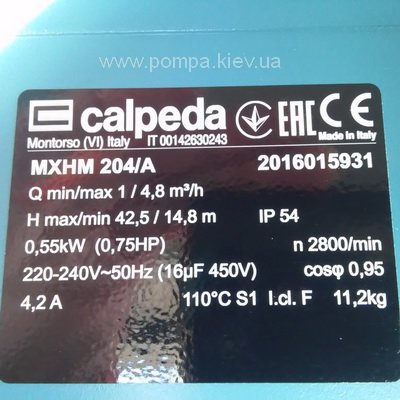 www.pompa.kiev.ua
calpeda EAC CE
Montorso (VI) Italy IT 00142630243 Made in Italy
MXHM 204/A 2016015931
Q min/max 1 / 4,8 m³/h
H max/min 42,5 / 14,8 m IP 54
0,55kW (0,75HP) n 2800/min
220-240V~50Hz (16µF 450V) cosφ 0,95
4,2 A 110°C S1 I.cl. F 11,2kg